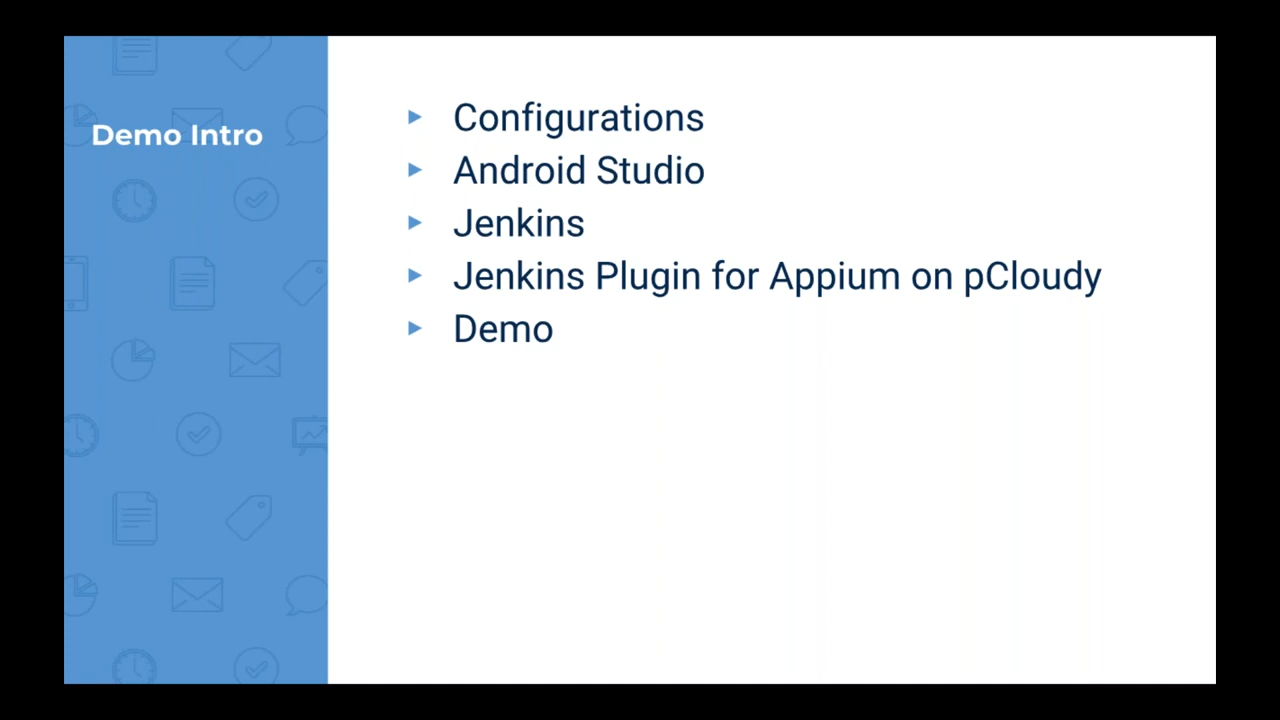 Demo Intro
Configurations
Android Studio
Jenkins
Jenkins Plugin for Appium on pCloudy
Demo